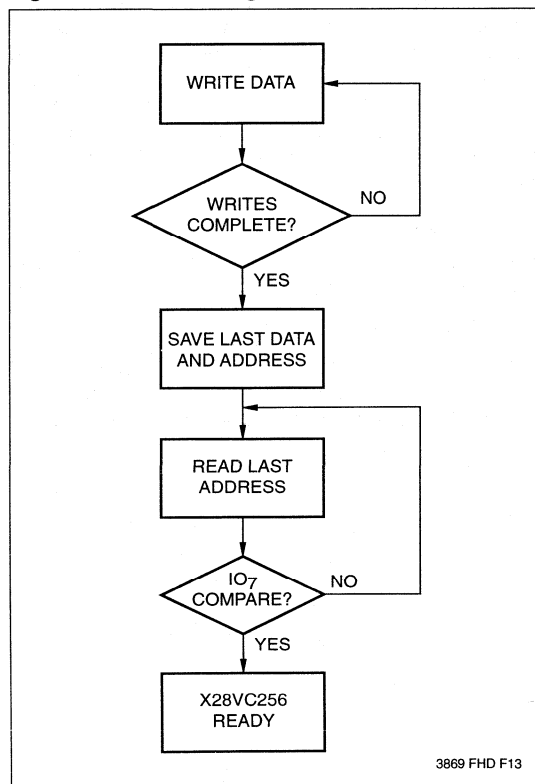 WRITE DATA
WRITES
COMPLETE?
NO
YES
SAVE LAST DATA
AND ADDRESS
READ LAST
ADDRESS
IO7
COMPARE?
NO
YES
X28VC256
READY
3869 FHD F13